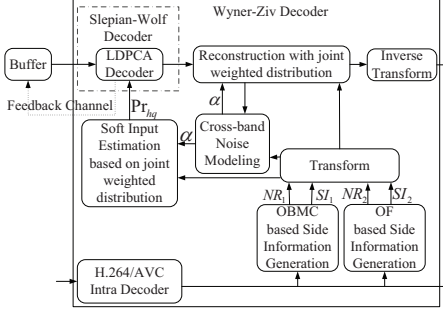 Wyner-Ziv Decoder
Slepian-Wolf
Decoder
Buffer
LDPCA
Decoder
Reconstruction with joint
weighted distribution
Inverse
Transform
Feedback Channel
Pr_hq
α
α
Soft Input
Estimation
based on joint
weighted
distribution
Cross-band
Noise
Modeling
Transform
NR₁
SI₁
NR₂
SI₂
OBMC
based Side
Information
Generation
OF
based Side
Information
Generation
H.264/AVC
Intra Decoder